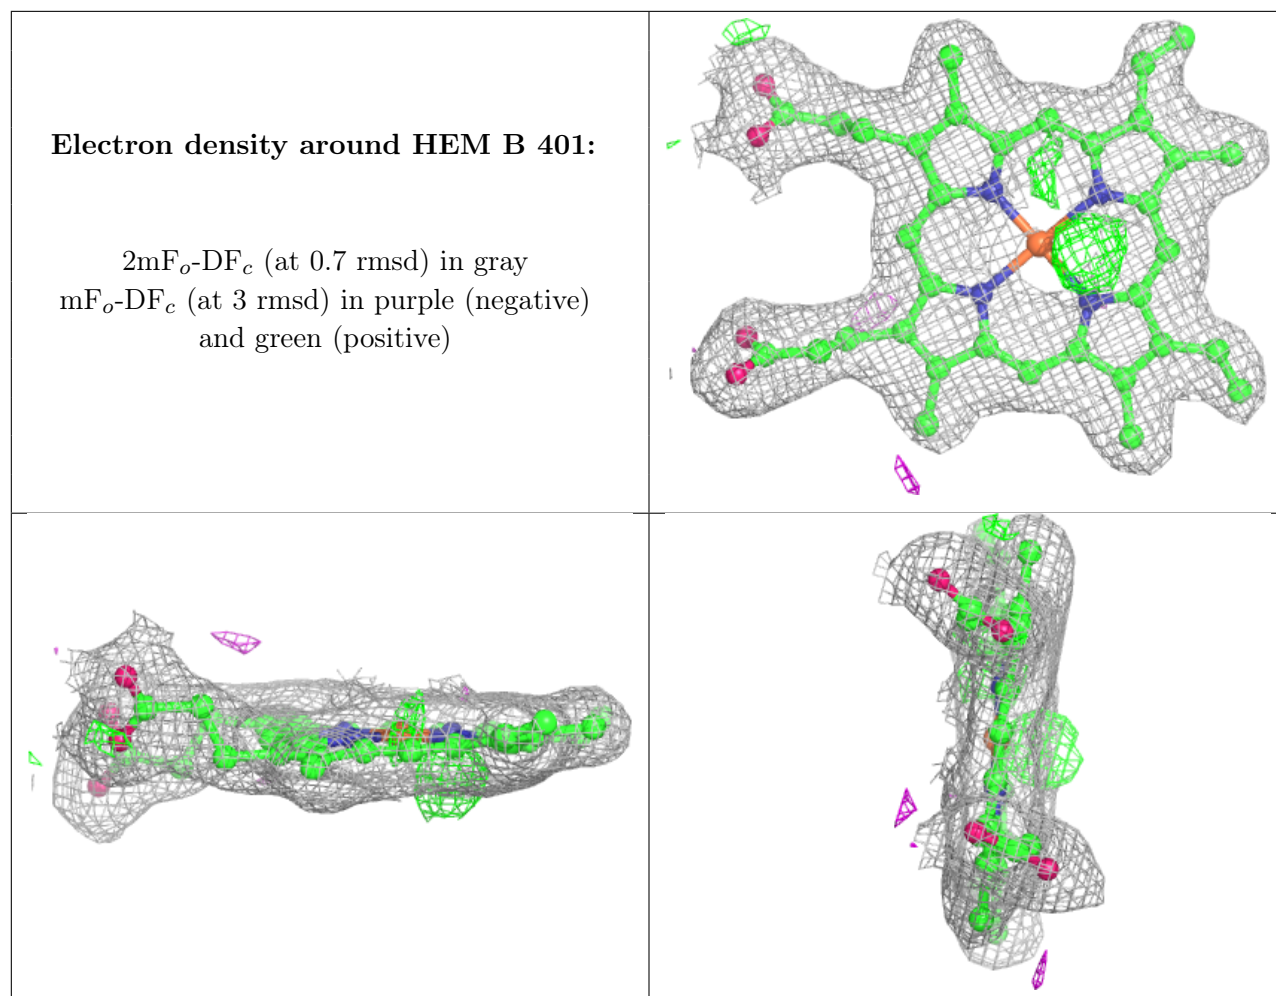 Electron density around HEM B 401:
2mFo-DFc (at 0.7 rmsd) in gray
mFo-DFc (at 3 rmsd) in purple (negative)
and green (positive)